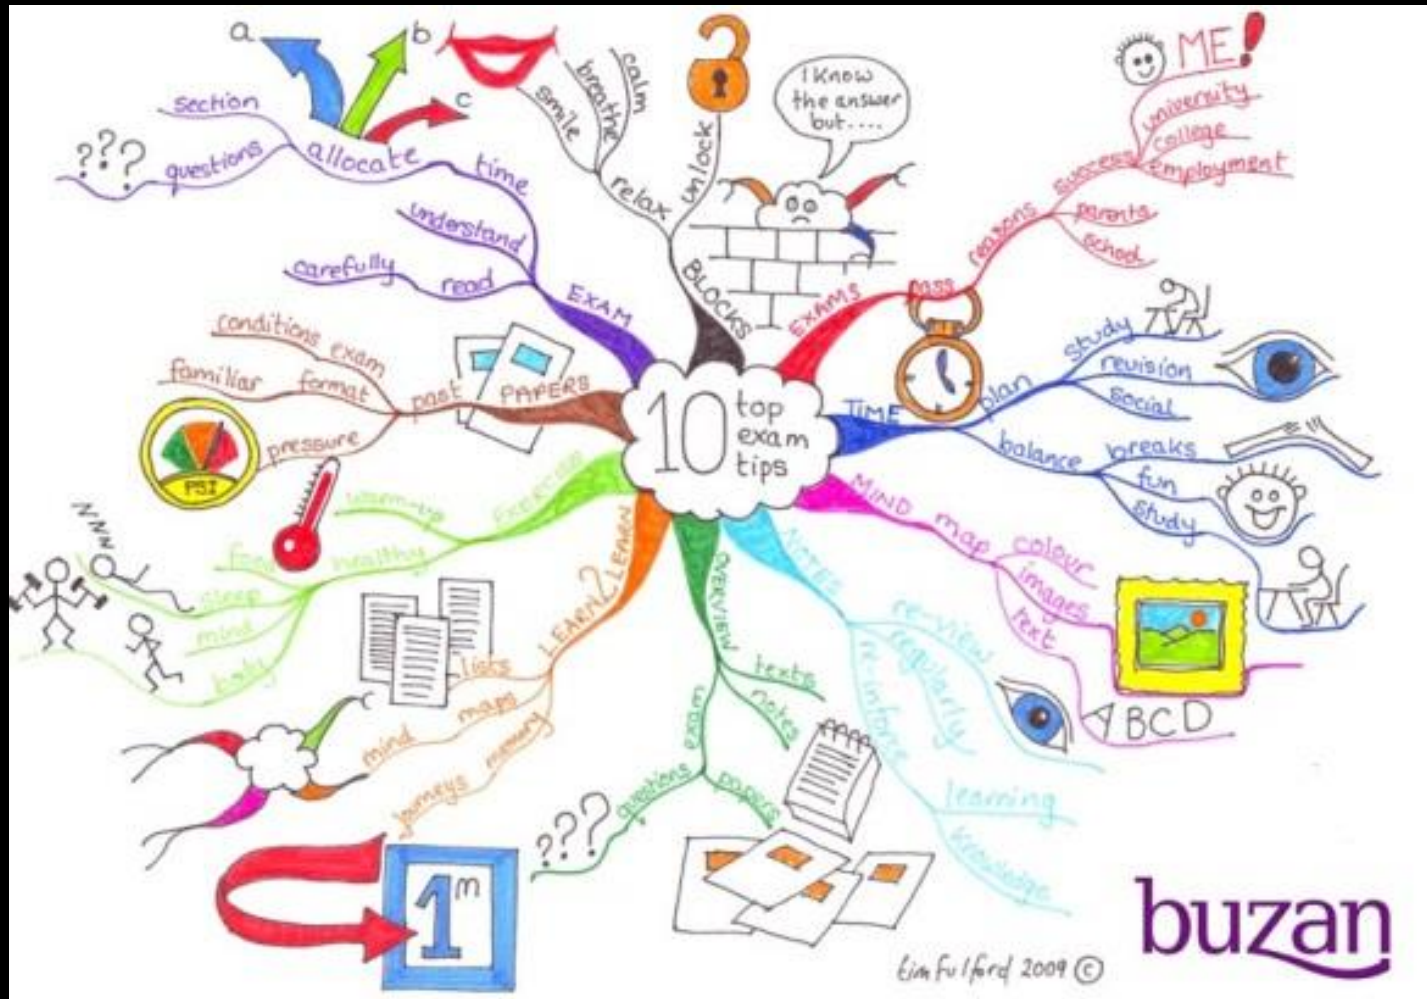 10 top
exam
tips
EXAMS
pass
reasons
success
ME!
university
college
employment
parents
school
TIME
plan
study
revision
social
balance
breaks
fun
study
MIND
map
colour
images
text
ABCD
NOTES
re-view
regularly
re-inforce
learning
knowledge
OVERVIEW
texts
notes
exam
papers
questions
???
LEARN 2 LEARN
lists
mind maps
journeys memory
1m
EXERCISE
warm-up
healthy
food
sleep
mind
body
PAPERS
past
conditions exam
familiar format
pressure
PSI
EXAM
time
allocate
a
b
c
section
questions
???
understand
carefully read
BLOCKS
relax
smile
breathe
calm
unlock
I know
the answer
but....
tim fulford 2009 ©
buzan